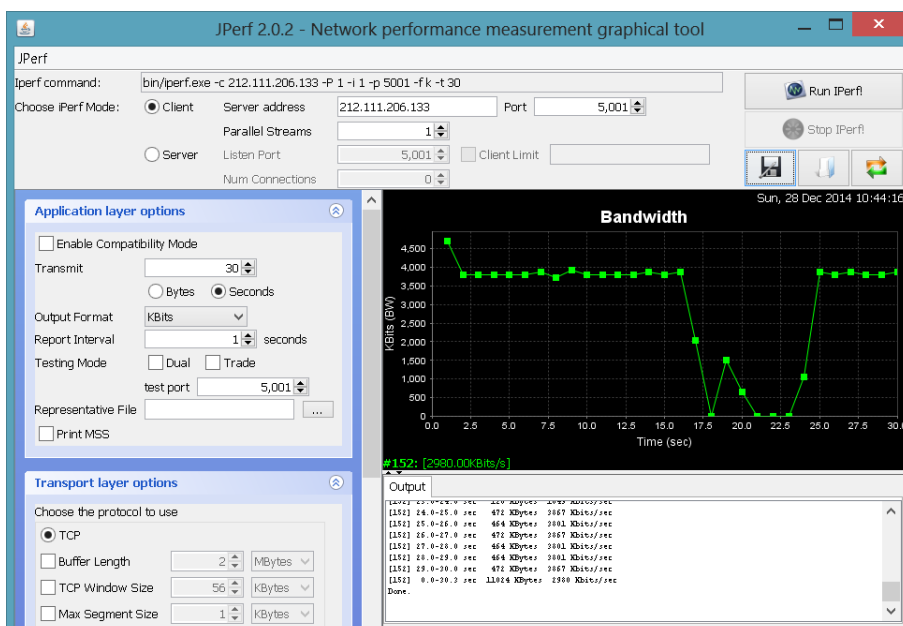 JPerf 2.0.2 - Network performance measurement graphical tool
JPerf
Iperf command: bin/iperf.exe -c 212.111.206.133 -P 1 -i 1 -p 5001 -f k -t 30
Choose iPerf Mode: Client Server address 212.111.206.133 Port 5,001
Parallel Streams 1
Server Listen Port 5,001 Client Limit
Num Connections 0
Run IPerf!
Stop IPerf!
Application layer options
Enable Compatibility Mode
Transmit 30
Bytes Seconds
Output Format KBits
Report Interval 1 seconds
Testing Mode Dual Trade
test port 5,001
Representative File ...
Print MSS
Transport layer options
Choose the protocol to use
TCP
Buffer Length 2 MBytes
TCP Window Size 56 KBytes
Max Segment Size 1 KBytes
Sun, 28 Dec 2014 10:44:16
Bandwidth
KBits (BW)
4,500
4,000
3,500
3,000
2,500
2,000
1,500
1,000
500
0
0.0 2.5 5.0 7.5 10.0 12.5 15.0 17.5 20.0 22.5 25.0 27.5 30.
Time (sec)
#152: [2980.00KBits/s]
Output
[152] 23.0-24.0 sec 128 KBytes 1049 Kbits/sec
[152] 24.0-25.0 sec 472 KBytes 3867 Kbits/sec
[152] 25.0-26.0 sec 464 KBytes 3801 Kbits/sec
[152] 26.0-27.0 sec 472 KBytes 3867 Kbits/sec
[152] 27.0-28.0 sec 464 KBytes 3801 Kbits/sec
[152] 28.0-29.0 sec 464 KBytes 3801 Kbits/sec
[152] 29.0-30.0 sec 472 KBytes 3867 Kbits/sec
[152] 0.0-30.3 sec 11024 KBytes 2980 Kbits/sec
Done.